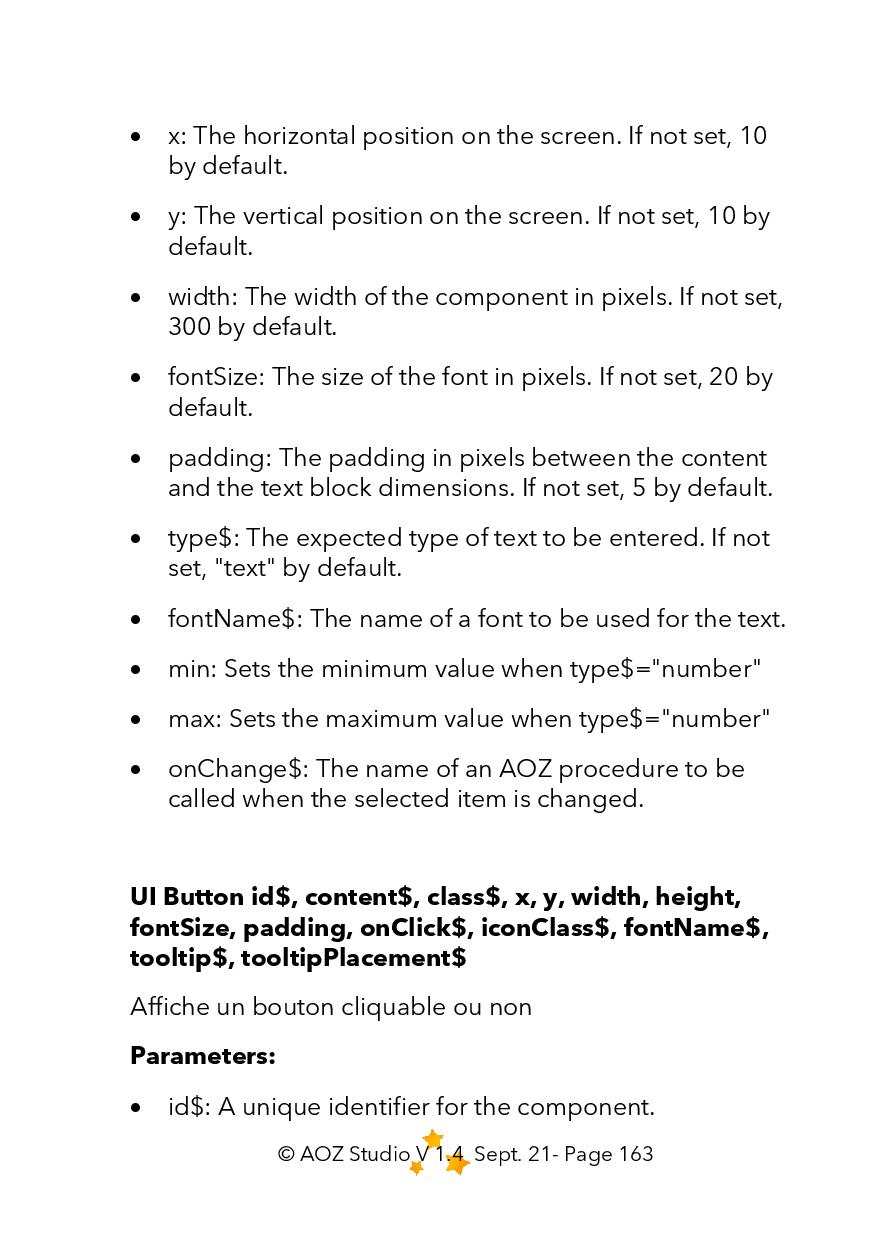 • x: The horizontal position on the screen. If not set, 10
by default.
• y: The vertical position on the screen. If not set, 10 by
default.
• width: The width of the component in pixels. If not set,
300 by default.
• fontSize: The size of the font in pixels. If not set, 20 by
default.
• padding: The padding in pixels between the content
and the text block dimensions. If not set, 5 by default.
• type$: The expected type of text to be entered. If not
set, "text" by default.
• fontName$: The name of a font to be used for the text.
• min: Sets the minimum value when type$="number"
• max: Sets the maximum value when type$="number"
• onChange$: The name of an AOZ procedure to be
called when the selected item is changed.
UI Button id$, content$, class$, x, y, width, height,
fontSize, padding, onClick$, iconClass$, fontName$,
tooltip$, tooltipPlacement$
Affiche un bouton cliquable ou non
Parameters:
• id$: A unique identifier for the component.
© AOZ Studio V 1.4 Sept. 21- Page 163